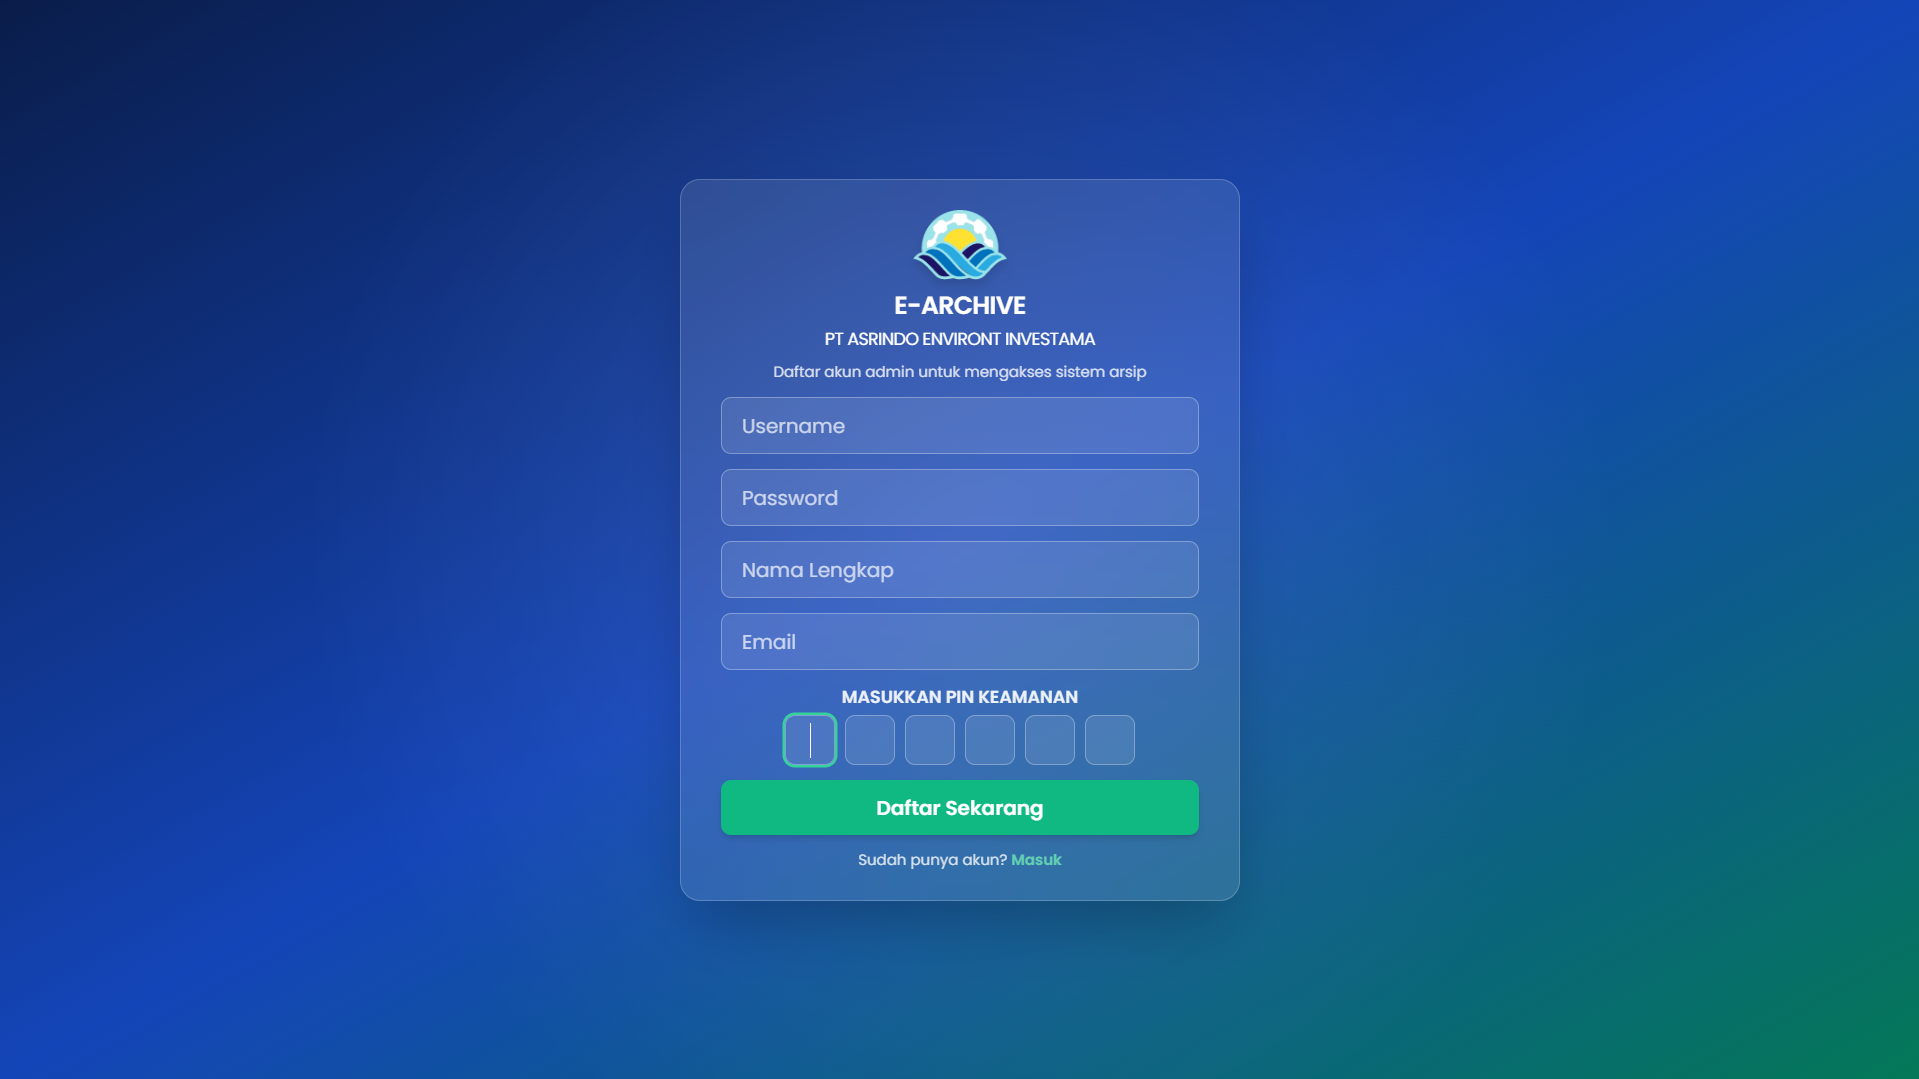 E-ARCHIVE
PT ASRINDO ENVIRONT INVESTAMA
Daftar akun admin untuk mengakses sistem arsip
Username
Password
Nama Lengkap
Email
MASUKKAN PIN KEAMANAN
Daftar Sekarang
Sudah punya akun? Masuk